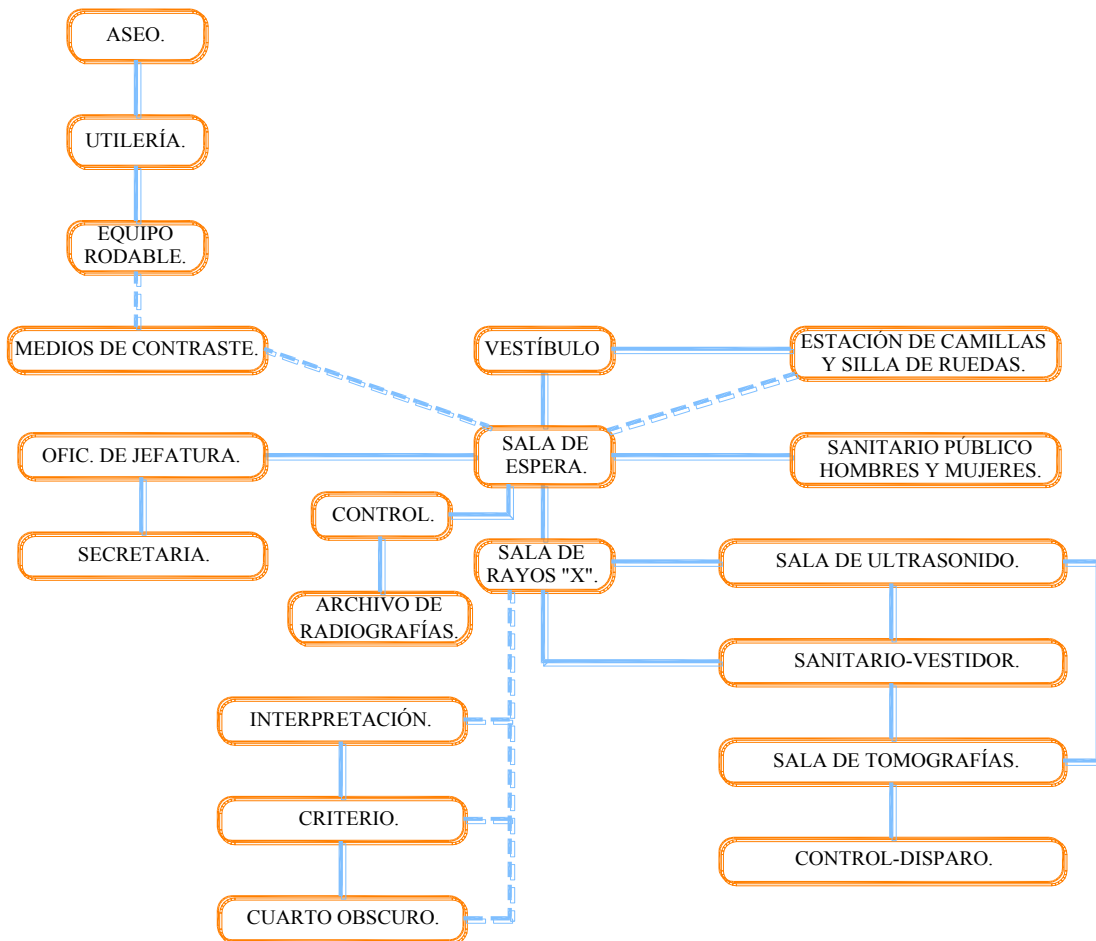 ASEO.
UTILERÍA.
EQUIPO
RODABLE.
MEDIOS DE CONTRASTE.
VESTÍBULO
ESTACIÓN DE CAMILLAS
Y SILLA DE RUEDAS.
OFIC. DE JEFATURA.
SALA DE
ESPERA.
SANITARIO PÚBLICO
HOMBRES Y MUJERES.
CONTROL.
SECRETARIA.
SALA DE
RAYOS "X".
SALA DE ULTRASONIDO.
ARCHIVO DE
RADIOGRAFÍAS.
SANITARIO-VESTIDOR.
INTERPRETACIÓN.
SALA DE TOMOGRAFÍAS.
CRITERIO.
CONTROL-DISPARO.
CUARTO OBSCURO.